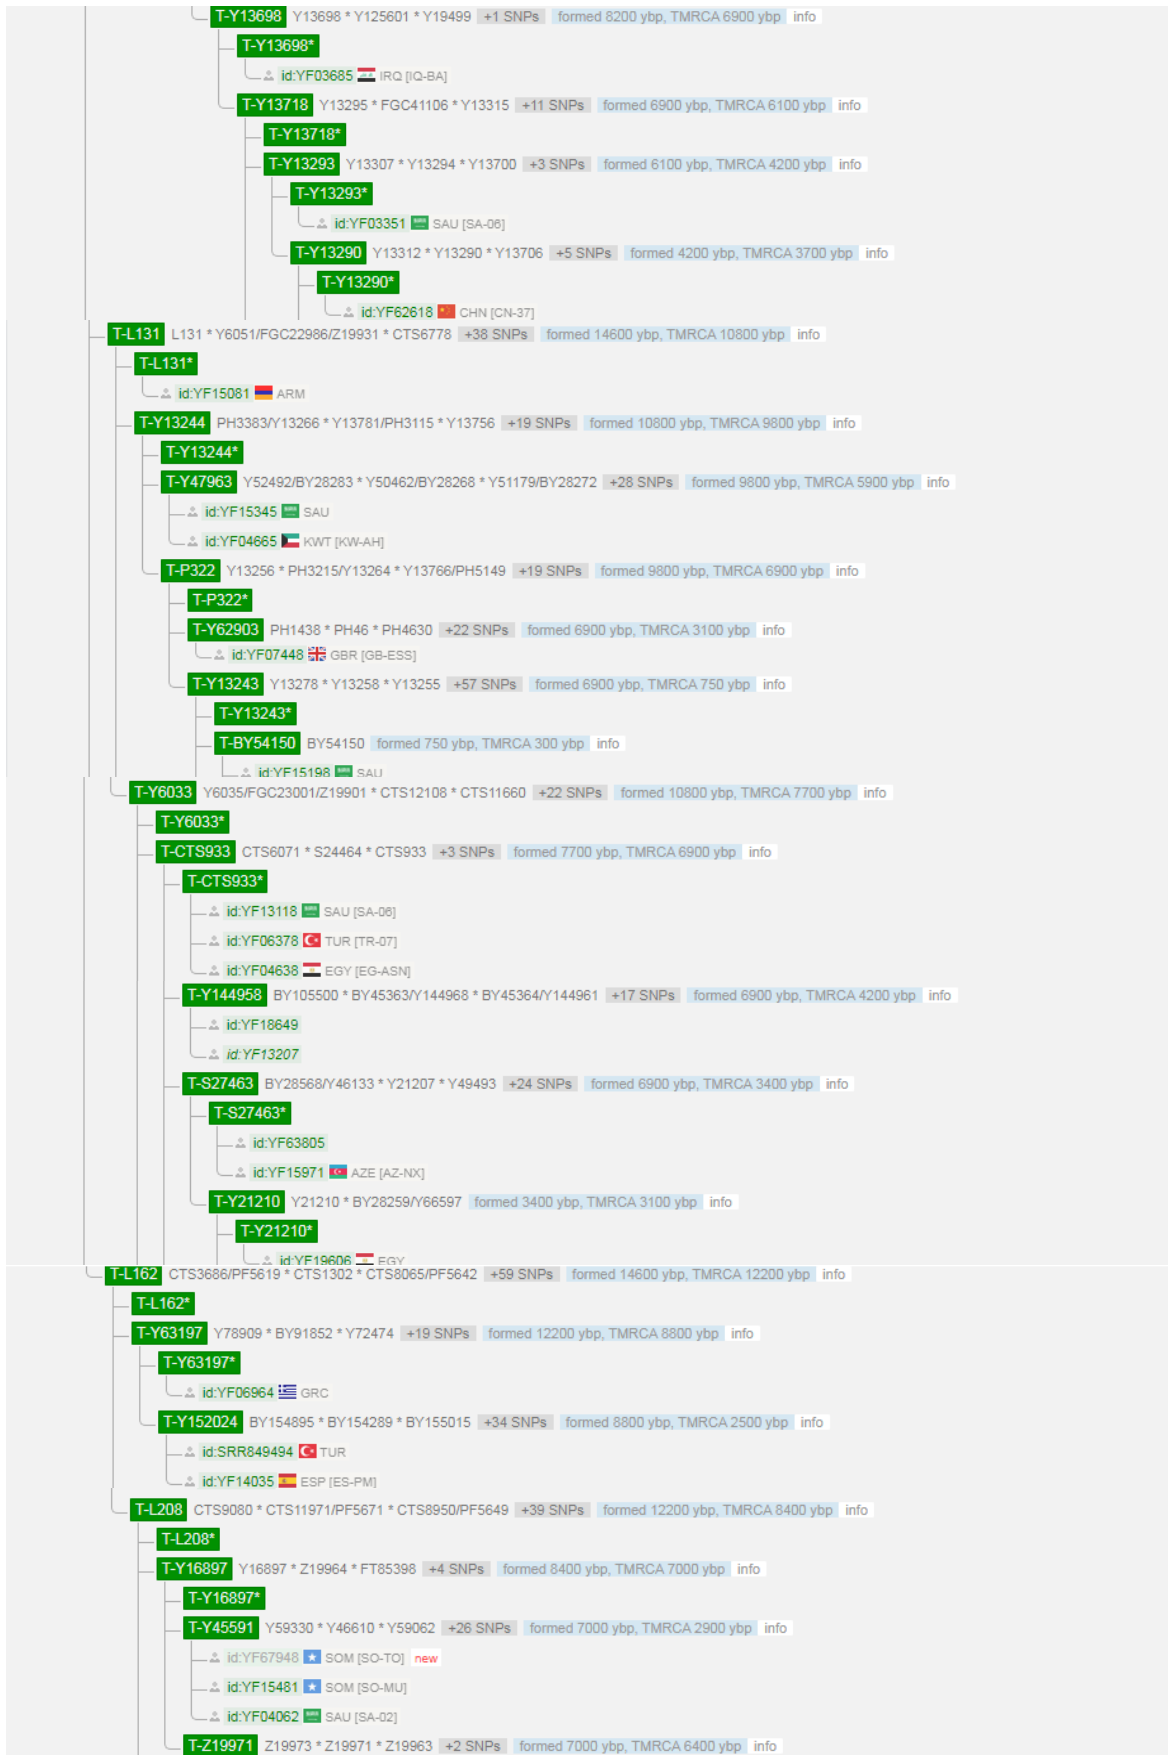 T-Y13698 Y13698 * Y125601 * Y19499 +1 SNPs formed 8200 ybp, TMRCA 6900 ybp info
T-Y13698*
id:YF03685 IRQ [IQ-BA]
T-Y13718 Y13295 * FGC41106 * Y13315 +11 SNPs formed 6900 ybp, TMRCA 6100 ybp info
T-Y13718*
T-Y13293 Y13307 * Y13294 * Y13700 +3 SNPs formed 6100 ybp, TMRCA 4200 ybp info
T-Y13293*
id:YF03351 SAU [SA-06]
T-Y13290 Y13312 * Y13290 * Y13706 +5 SNPs formed 4200 ybp, TMRCA 3700 ybp info
T-Y13290*
id:YF62618 CHN [CN-37]
T-L131 L131 * Y6051/FGC22986/Z19931 * CTS6778 +38 SNPs formed 14600 ybp, TMRCA 10800 ybp info
T-L131*
id:YF15081 ARM
T-Y13244 PH3383/Y13266 * Y13781/PH3115 * Y13756 +19 SNPs formed 10800 ybp, TMRCA 9800 ybp info
T-Y13244*
T-Y47963 Y52492/BY28283 * Y50462/BY28268 * Y51179/BY28272 +28 SNPs formed 9800 ybp, TMRCA 5900 ybp info
id:YF15345 SAU
id:YF04665 KWT [KW-AH]
T-P322 Y13256 * PH3215/Y13264 * Y13766/PH5149 +19 SNPs formed 9800 ybp, TMRCA 6900 ybp info
T-P322*
T-Y62903 PH1438 * PH46 * PH4630 +22 SNPs formed 6900 ybp, TMRCA 3100 ybp info
id:YF07448 GBR [GB-ESS]
T-Y13243 Y13278 * Y13258 * Y13255 +57 SNPs formed 6900 ybp, TMRCA 750 ybp info
T-Y13243*
T-BY54150 BY54150 formed 750 ybp, TMRCA 300 ybp info
id:YF15198 SAU
T-Y6033 Y6035/FGC23001/Z19901 * CTS12108 * CTS11660 +22 SNPs formed 10800 ybp, TMRCA 7700 ybp info
T-Y6033*
T-CTS933 CTS6071 * S24464 * CTS933 +3 SNPs formed 7700 ybp, TMRCA 6900 ybp info
T-CTS933*
id:YF13118 SAU [SA-06]
id:YF06378 TUR [TR-07]
id:YF04638 EGY [EG-ASN]
T-Y144958 BY105500 * BY45363/Y144968 * BY45364/Y144961 +17 SNPs formed 6900 ybp, TMRCA 4200 ybp info
id:YF18649
id:YF13207
T-S27463 BY28568/Y46133 * Y21207 * Y49493 +24 SNPs formed 6900 ybp, TMRCA 3400 ybp info
T-S27463*
id:YF63805
id:YF15971 AZE [AZ-NX]
T-Y21210 Y21210 * BY28259/Y66597 formed 3400 ybp, TMRCA 3100 ybp info
T-Y21210*
id:YF19606 EGY
T-L162 CTS3686/PF5619 * CTS1302 * CTS8065/PF5642 +59 SNPs formed 14600 ybp, TMRCA 12200 ybp info
T-L162*
T-Y63197 Y78909 * BY91852 * Y72474 +19 SNPs formed 12200 ybp, TMRCA 8800 ybp info
T-Y63197*
id:YF06964 GRC
T-Y152024 BY154895 * BY154289 * BY155015 +34 SNPs formed 8800 ybp, TMRCA 2500 ybp info
id:SRR849494 TUR
id:YF14035 ESP [ES-PM]
T-L208 CTS9080 * CTS11971/PF5671 * CTS8950/PF5649 +39 SNPs formed 12200 ybp, TMRCA 8400 ybp info
T-L208*
T-Y16897 Y16897 * Z19964 * FT85398 +4 SNPs formed 8400 ybp, TMRCA 7000 ybp info
T-Y16897*
T-Y45591 Y59330 * Y46610 * Y59062 +26 SNPs formed 7000 ybp, TMRCA 2900 ybp info
id:YF67948 SOM [SO-TO] new
id:YF15481 SOM [SO-MU]
id:YF04062 SAU [SA-02]
T-Z19971 Z19973 * Z19971 * Z19963 +2 SNPs formed 7000 ybp, TMRCA 6400 ybp info